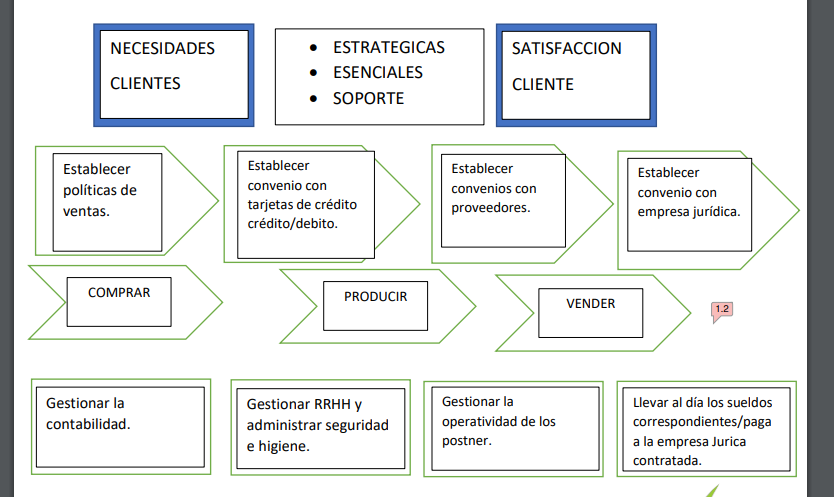 NECESIDADES
CLIENTES
• ESTRATEGICAS
• ESENCIALES
• SOPORTE
SATISFACCION
CLIENTE
Establecer
políticas de
ventas.
Establecer
convenio con
tarjetas de crédito
crédito/debito.
Establecer
convenios con
proveedores.
Establecer
convenio con
empresa jurídica.
COMPRAR
PRODUCIR
VENDER
1.2
Gestionar la
contabilidad.
Gestionar RRHH y
administrar seguridad
e higiene.
Gestionar la
operatividad de los
postner.
Llevar al día los sueldos
correspondientes/paga
a la empresa Jurica
contratada.